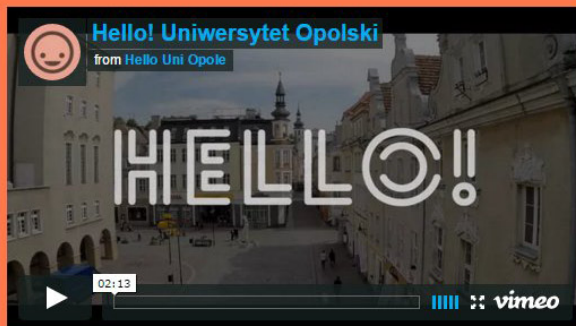 Hello! Uniwersytet Opolski
from Hello Uni Opole
HELLO!
02:13
vimeo